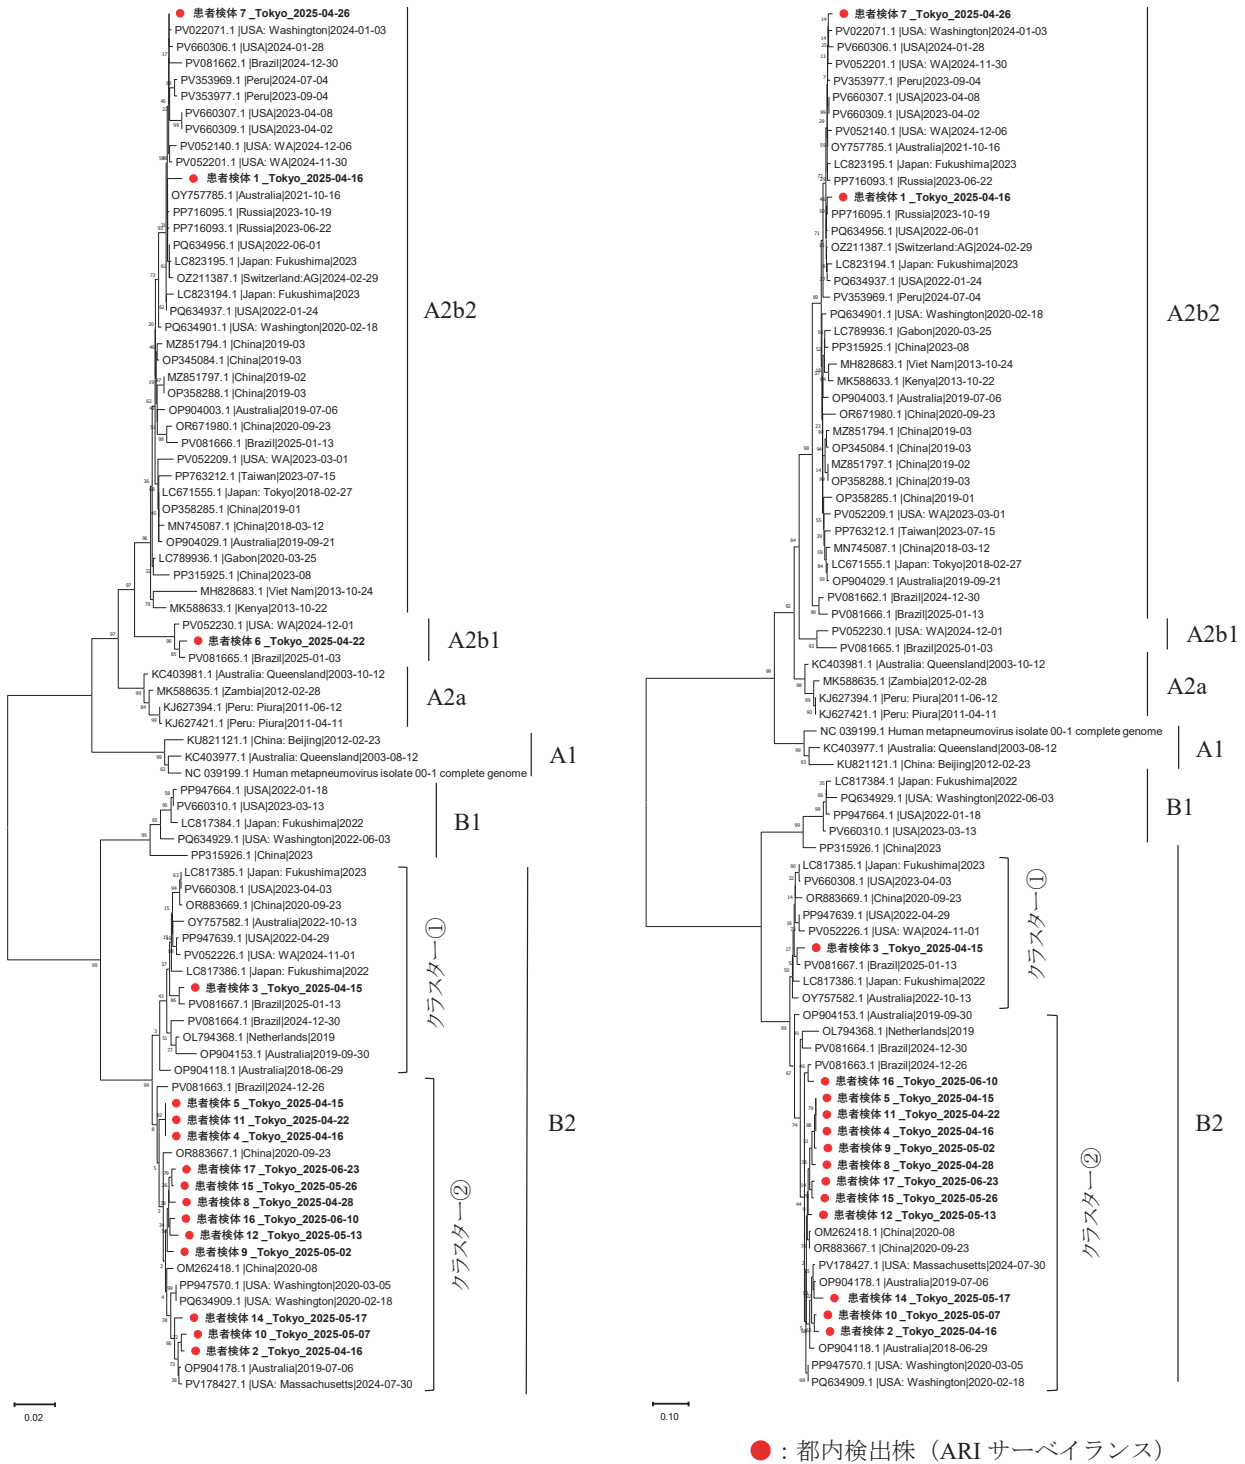 患者検体 7 _Tokyo_2025-04-26
PV022071.1 |USA: Washington|2024-01-03
PV660306.1 |USA|2024-01-28
PV081662.1 |Brazil|2024-12-30
PV353969.1 |Peru|2024-07-04
PV353977.1 |Peru|2023-09-04
PV660307.1 |USA|2023-04-08
PV660309.1 |USA|2023-04-02
PV052140.1 |USA: WA|2024-12-06
PV052201.1 |USA: WA|2024-11-30
患者検体 1 _Tokyo_2025-04-16
OY757785.1 |Australia|2021-10-16
PP716095.1 |Russia|2023-10-19
PP716093.1 |Russia|2023-06-22
PQ634956.1 |USA|2022-06-01
LC823195.1 |Japan: Fukushima|2023
OZ211387.1 |Switzerland:AG|2024-02-29
LC823194.1 |Japan: Fukushima|2023
PQ634937.1 |USA|2022-01-24
PQ634901.1 |USA: Washington|2020-02-18
MZ851794.1 |China|2019-03
OP345084.1 |China|2019-03
MZ851797.1 |China|2019-02
OP358288.1 |China|2019-03
OP904003.1 |Australia|2019-07-06
OR671980.1 |China|2020-09-23
PV081666.1 |Brazil|2025-01-13
PV052209.1 |USA: WA|2023-03-01
PP763212.1 |Taiwan|2023-07-15
LC671555.1 |Japan: Tokyo|2018-02-27
OP358285.1 |China|2019-01
MN745087.1 |China|2018-03-12
OP904029.1 |Australia|2019-09-21
LC789936.1 |Gabon|2020-03-25
PP315925.1 |China|2023-08
MH828683.1 |Viet Nam|2013-10-24
MK588633.1 |Kenya|2013-10-22
A2b2
PV052230.1 |USA: WA|2024-12-01
患者検体 6 _Tokyo_2025-04-22
PV081665.1 |Brazil|2025-01-03
A2b1
KC403981.1 |Australia: Queensland|2003-10-12
MK588635.1 |Zambia|2012-02-28
KJ627394.1 |Peru: Piura|2011-06-12
KJ627421.1 |Peru: Piura|2011-04-11
A2a
KU821121.1 |China: Beijing|2012-02-23
KC403977.1 |Australia: Queensland|2003-08-12
NC 039199.1 Human metapneumovirus isolate 00-1 complete genome
A1
PP947664.1 |USA|2022-01-18
PV660310.1 |USA|2023-03-13
LC817384.1 |Japan: Fukushima|2022
PQ634929.1 |USA: Washington|2022-06-03
PP315926.1 |China|2023
B1
LC817385.1 |Japan: Fukushima|2023
PV660308.1 |USA|2023-04-03
OR883669.1 |China|2020-09-23
OY757582.1 |Australia|2022-10-13
PP947639.1 |USA|2022-04-29
PV052226.1 |USA: WA|2024-11-01
LC817386.1 |Japan: Fukushima|2022
患者検体 3 _Tokyo_2025-04-15
PV081667.1 |Brazil|2025-01-13
PV081664.1 |Brazil|2024-12-30
OL794368.1 |Netherlands|2019
OP904153.1 |Australia|2019-09-30
OP904118.1 |Australia|2018-06-29
クラスター①
PV081663.1 |Brazil|2024-12-26
患者検体 5 _Tokyo_2025-04-15
患者検体 11 _Tokyo_2025-04-22
患者検体 4 _Tokyo_2025-04-16
OR883667.1 |China|2020-09-23
患者検体 17 _Tokyo_2025-06-23
患者検体 15 _Tokyo_2025-05-26
患者検体 8 _Tokyo_2025-04-28
患者検体 16 _Tokyo_2025-06-10
患者検体 12 _Tokyo_2025-05-13
患者検体 9 _Tokyo_2025-05-02
OM262418.1 |China|2020-08
PP947570.1 |USA: Washington|2020-03-05
PQ634909.1 |USA: Washington|2020-02-18
患者検体 14 _Tokyo_2025-05-17
患者検体 10 _Tokyo_2025-05-07
患者検体 2 _Tokyo_2025-04-16
OP904178.1 |Australia|2019-07-06
PV178427.1 |USA: Massachusetts|2024-07-30
クラスター②
B2
0.02
患者検体 7 _Tokyo_2025-04-26
PV022071.1 |USA: Washington|2024-01-03
PV660306.1 |USA|2024-01-28
PV052201.1 |USA: WA|2024-11-30
PV353977.1 |Peru|2023-09-04
PV660307.1 |USA|2023-04-08
PV660309.1 |USA|2023-04-02
PV052140.1 |USA: WA|2024-12-06
OY757785.1 |Australia|2021-10-16
LC823195.1 |Japan: Fukushima|2023
PP716093.1 |Russia|2023-06-22
患者検体 1 _Tokyo_2025-04-16
PP716095.1 |Russia|2023-10-19
PQ634956.1 |USA|2022-06-01
OZ211387.1 |Switzerland:AG|2024-02-29
LC823194.1 |Japan: Fukushima|2023
PQ634937.1 |USA|2022-01-24
PV353969.1 |Peru|2024-07-04
PQ634901.1 |USA: Washington|2020-02-18
LC789936.1 |Gabon|2020-03-25
PP315925.1 |China|2023-08
MH828683.1 |Viet Nam|2013-10-24
MK588633.1 |Kenya|2013-10-22
OP904003.1 |Australia|2019-07-06
OR671980.1 |China|2020-09-23
MZ851794.1 |China|2019-03
OP345084.1 |China|2019-03
MZ851797.1 |China|2019-02
OP358288.1 |China|2019-03
OP358285.1 |China|2019-01
PV052209.1 |USA: WA|2023-03-01
PP763212.1 |Taiwan|2023-07-15
MN745087.1 |China|2018-03-12
LC671555.1 |Japan: Tokyo|2018-02-27
OP904029.1 |Australia|2019-09-21
PV081662.1 |Brazil|2024-12-30
PV081666.1 |Brazil|2025-01-13
A2b2
PV052230.1 |USA: WA|2024-12-01
PV081665.1 |Brazil|2025-01-03
A2b1
KC403981.1 |Australia: Queensland|2003-10-12
MK588635.1 |Zambia|2012-02-28
KJ627394.1 |Peru: Piura|2011-06-12
KJ627421.1 |Peru: Piura|2011-04-11
A2a
NC 039199.1 Human metapneumovirus isolate 00-1 complete genome
KC403977.1 |Australia: Queensland|2003-08-12
KU821121.1 |China: Beijing|2012-02-23
A1
LC817384.1 |Japan: Fukushima|2022
PQ634929.1 |USA: Washington|2022-06-03
PP947664.1 |USA|2022-01-18
PV660310.1 |USA|2023-03-13
PP315926.1 |China|2023
B1
LC817385.1 |Japan: Fukushima|2023
PV660308.1 |USA|2023-04-03
OR883669.1 |China|2020-09-23
PP947639.1 |USA|2022-04-29
PV052226.1 |USA: WA|2024-11-01
患者検体 3 _Tokyo_2025-04-15
PV081667.1 |Brazil|2025-01-13
LC817386.1 |Japan: Fukushima|2022
OY757582.1 |Australia|2022-10-13
クラスター①
OP904153.1 |Australia|2019-09-30
OL794368.1 |Netherlands|2019
PV081664.1 |Brazil|2024-12-30
PV081663.1 |Brazil|2024-12-26
患者検体 16 _Tokyo_2025-06-10
患者検体 5 _Tokyo_2025-04-15
患者検体 11 _Tokyo_2025-04-22
患者検体 4 _Tokyo_2025-04-16
患者検体 9 _Tokyo_2025-05-02
患者検体 8 _Tokyo_2025-04-28
患者検体 17 _Tokyo_2025-06-23
患者検体 15 _Tokyo_2025-05-26
患者検体 12 _Tokyo_2025-05-13
OM262418.1 |China|2020-08
OR883667.1 |China|2020-09-23
PV178427.1 |USA: Massachusetts|2024-07-30
OP904178.1 |Australia|2019-07-06
患者検体 14 _Tokyo_2025-05-17
患者検体 10 _Tokyo_2025-05-07
患者検体 2 _Tokyo_2025-04-16
OP904118.1 |Australia|2018-06-29
PP947570.1 |USA: Washington|2020-03-05
PQ634909.1 |USA: Washington|2020-02-18
クラスター②
B2
0.10
：都内検出株（ARI サーベイランス）